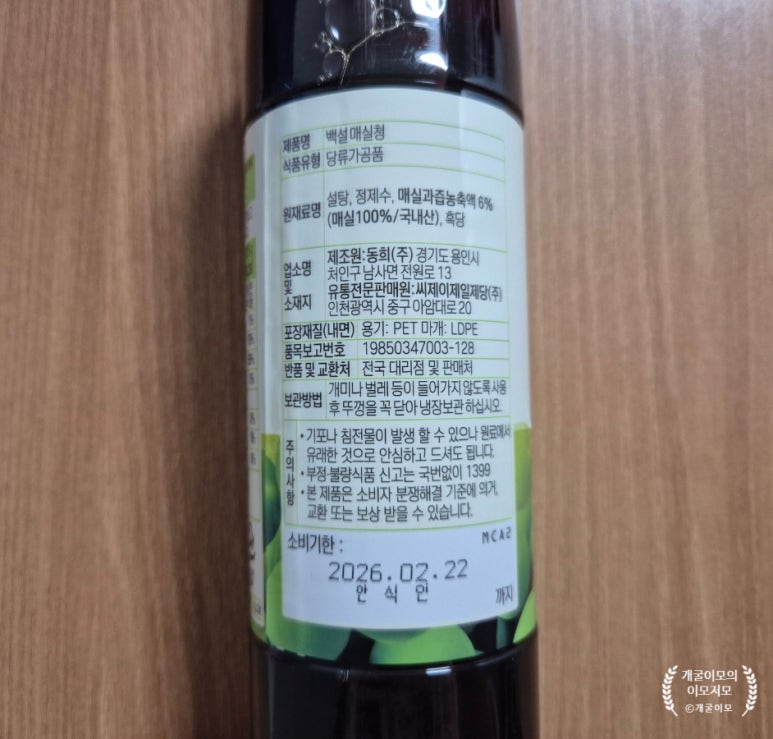 제품명 백설 매실청
식품유형 당류가공품
원재료명 설탕, 정제수, 매실과즙농축액 6%
(매실100%/국내산), 흑당
업소명 및 소재지
제조원:동희(주) 경기도 용인시
처인구 남사면 전원로 13
유통전문판매원:씨제이제일제당(주)
인천광역시 중구 아암대로 20
포장재질(내면) 용기: PET 마개: LDPE
품목보고번호 19850347003-128
반품 및 교환처 전국 대리점 및 판매처
보관방법 개미나 벌레 등이 들어가지 않도록 사용
후 뚜껑을 꼭 닫아 냉장보관 하십시오.
주의사항
• 기포나 침전물이 발생 할 수 있으나 원료에서
유래한 것으로 안심하고 드셔도 됩니다.
• 부정·불량식품 신고는 국번없이 1399
• 본 제품은 소비자 분쟁해결 기준에 의거,
교환 또는 보상 받을 수 있습니다.
소비기한 : MCA2
2026.02.22
안 식 인 까지
개굴이모의
이모저모
©개굴이모